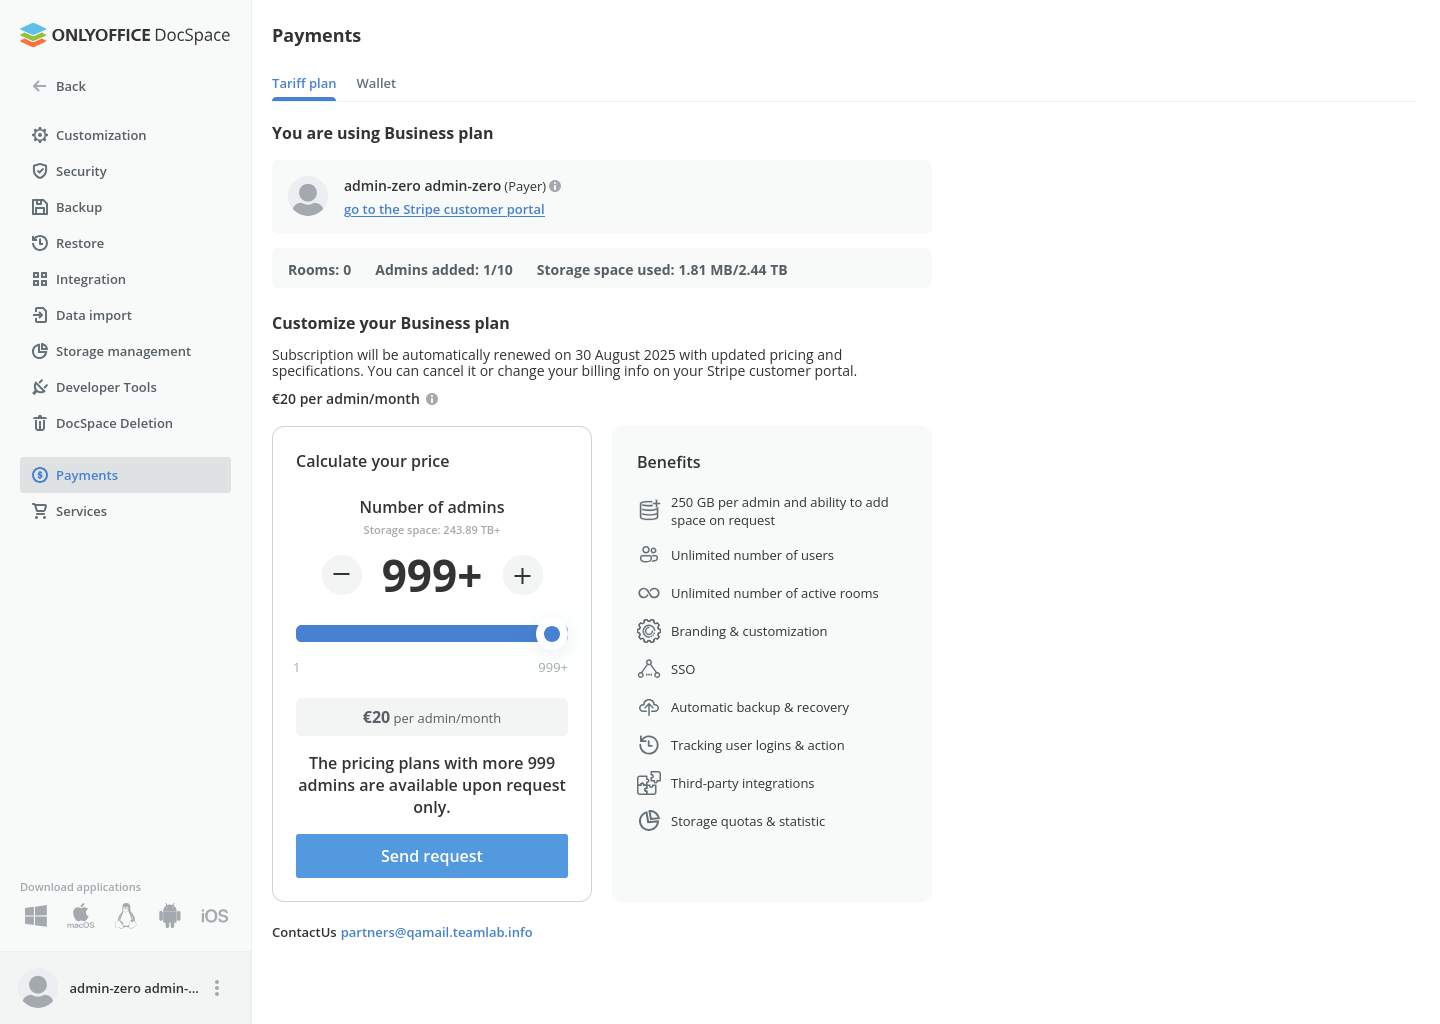 ONLYOFFICE DocSpace
Back
Customization
Security
Backup
Restore
Integration
Data import
Storage management
Developer Tools
DocSpace Deletion
Payments
Services
Download applications
macOS
iOS
admin-zero admin-...
Payments
Tariff plan
Wallet
You are using Business plan
admin-zero admin-zero (Payer)
go to the Stripe customer portal
Rooms: 0
Admins added: 1/10
Storage space used: 1.81 MB/2.44 TB
Customize your Business plan
Subscription will be automatically renewed on 30 August 2025 with updated pricing and
specifications. You can cancel it or change your billing info on your Stripe customer portal.
€20 per admin/month
Calculate your price
Number of admins
Storage space: 243.89 TB+
999+
1
999+
€20 per admin/month
The pricing plans with more 999
admins are available upon request
only.
Send request
Benefits
250 GB per admin and ability to add
space on request
Unlimited number of users
Unlimited number of active rooms
Branding & customization
SSO
Automatic backup & recovery
Tracking user logins & action
Third-party integrations
Storage quotas & statistic
ContactUs partners@qamail.teamlab.info